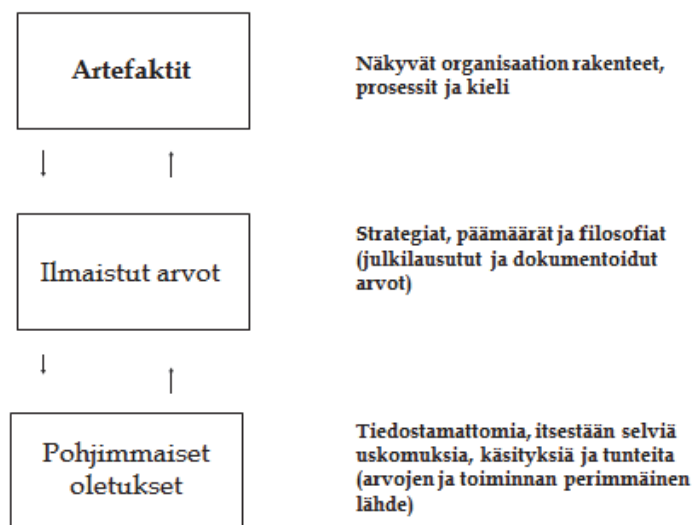 Artefaktit
Näkyvät organisaation rakenteet,
prosessit ja kieli
Ilmaistut arvot
Strategiat, päämäärät ja filosofiat
(julkilausutut ja dokumentoidut
arvot)
Pohjimmaiset
oletukset
Tiedostamattomia, itsestään selviä
uskomuksia, käsityksiä ja tunteita
(arvojen ja toiminnan perimmäinen
lähde)